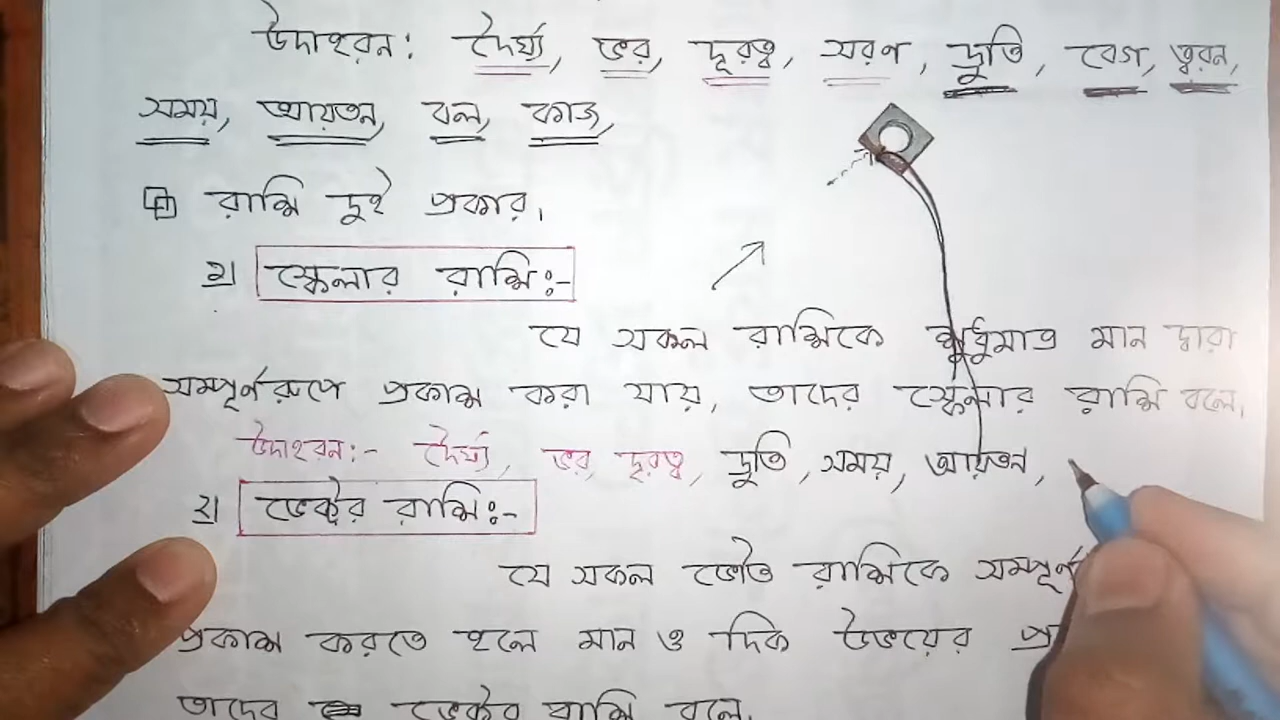 উদাহরন: দৈর্ঘ্য, ভর, দূরত্ব, সরণ, দ্রুতি, বেগ, ত্বরন,
সময়, আয়তন, বল, কাজ,
রাশি দুই প্রকার।
১। স্কেলার রাশি:-
যে সকল রাশিকে শুধুমাত্র মান দ্বারা
সম্পূর্নরুপে প্রকাশ করা যায়, তাদের স্কেলার রাশি বলে।
উদাহরন:- দৈর্ঘ্য, ভর, দূরত্ব, দ্রুতি, সময়, আয়তন,
২। ভেক্টর রাশি:-
যে সকল ভৌত রাশিকে সম্পূর্ন
প্রকাশ করতে হলে মান ও দিক উভয়ের
তাদের ভেক্টর রাশি বলে।